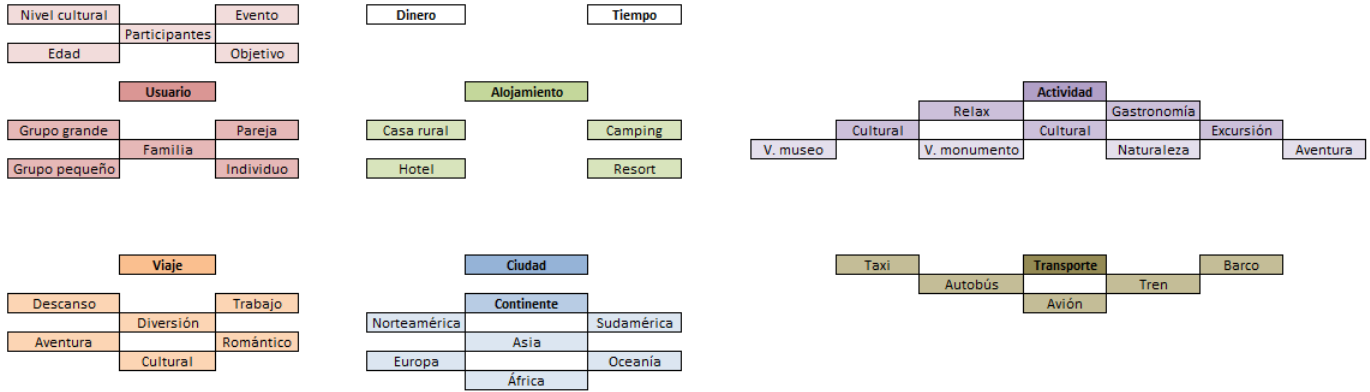 Nivel cultural
Evento
Participantes
Edad
Objetivo
Usuario
Grupo grande
Pareja
Familia
Grupo pequeño
Individuo
Dinero
Tiempo
Alojamiento
Casa rural
Camping
Hotel
Resort
Actividad
Relax
Gastronomía
Cultural
Cultural
Excursión
V. museo
V. monumento
Naturaleza
Aventura
Viaje
Descanso
Trabajo
Diversión
Aventura
Romántico
Cultural
Ciudad
Continente
Norteamérica
Sudamérica
Asia
Europa
Oceanía
África
Taxi
Transporte
Barco
Autobús
Tren
Avión